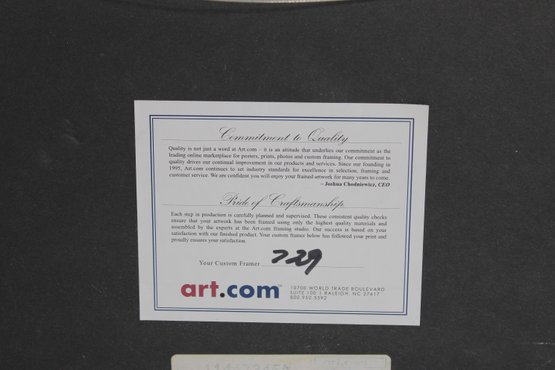 Commitment to Quality
Quality is not just a word at Art.com – it is an attitude that underlies our commitment as the
leading online marketplace for posters, prints, photos and custom framing. Our commitment to
quality drives our continual improvement in our products and services. Since our founding in
1995, Art.com continues to set industry standards for excellence in selection, framing and
customer service. We are confident you will enjoy your framed artwork for many years to come.
- Joshua Chodniewicz, CEO
Pride of Craftsmanship
Each step in production is carefully planned and supervised. These consistent quality checks
ensure that your artwork has been framed using only the highest quality materials and
assembled by the experts at the Art.com framing studio. Our success is based on your
satisfaction with our finished product. Your custom framer below has followed your print and
proudly ensures your satisfaction.
Your Custom Framer 729
art.com™
10700 WORLD TRADE BOULEVARD
SUITE 100 | RALEIGH, NC 27617
800.952.5592